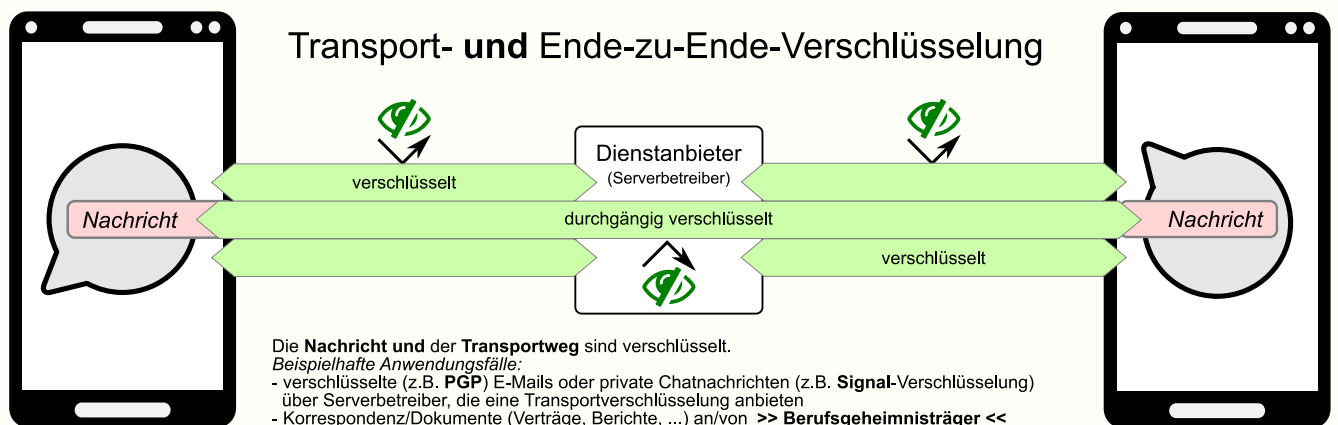 Transport- und Ende-zu-Ende-Verschlüsselung
Dienstanbieter
(Serverbetreiber)
verschlüsselt
Nachricht
durchgängig verschlüsselt
Nachricht
verschlüsselt
Die Nachricht und der Transportweg sind verschlüsselt.
Beispielhafte Anwendungsfälle:
- verschlüsselte (z.B. PGP) E-Mails oder private Chatnachrichten (z.B. Signal-Verschlüsselung)
über Serverbetreiber, die eine Transportverschlüsselung anbieten
- Korrespondenz/Dokumente (Verträge, Berichte, ...) an/von >> Berufsgeheimnisträger <<